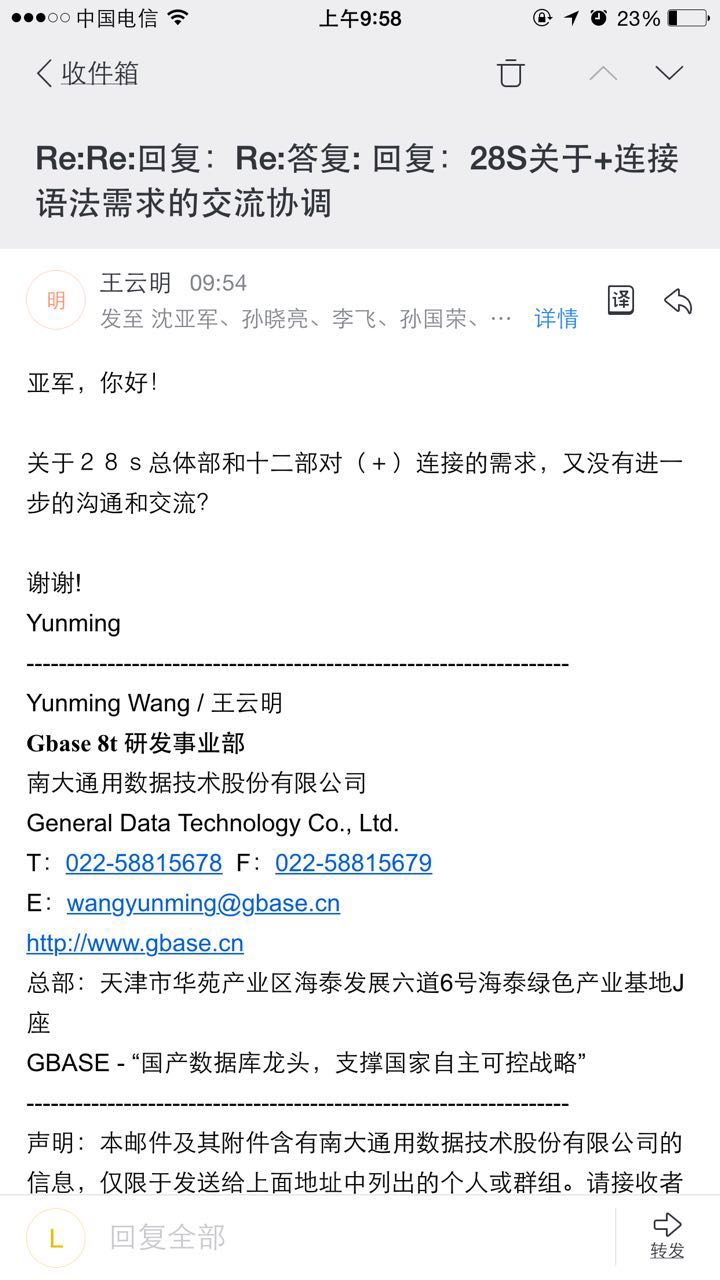 中国电信 上午9:58 23%
收件箱
Re:Re:回复：Re:答复: 回复：28S关于+连接
语法需求的交流协调
明 王云明 09:54 译
发至 沈亚军、孙晓亮、李飞、孙国荣、… 详情
亚军，你好！
关于２８ｓ总体部和十二部对（＋）连接的需求，又没有进一
步的沟通和交流？
谢谢!
Yunming
--------------------------------------------------------------------
Yunming Wang / 王云明
Gbase 8t 研发事业部
南大通用数据技术股份有限公司
General Data Technology Co., Ltd.
T：022-58815678 F：022-58815679
E：wangyunming@gbase.cn
http://www.gbase.cn
总部：天津市华苑产业区海泰发展六道6号海泰绿色产业基地J
座
GBASE - “国产数据库龙头，支撑国家自主可控战略”
--------------------------------------------------------------------
声明：本邮件及其附件含有南大通用数据技术股份有限公司的
信息，仅限于发送给上面地址中列出的个人或群组。请接收者
L 回复全部 转发